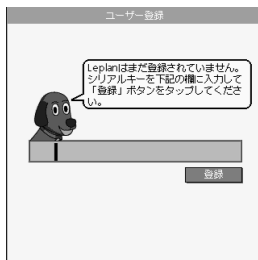 ユーザー登録
Leplanはまだ登録されていません。
シリアルキーを下記の欄に入力して
「登録」ボタンをタップしてくださ
い。
登録